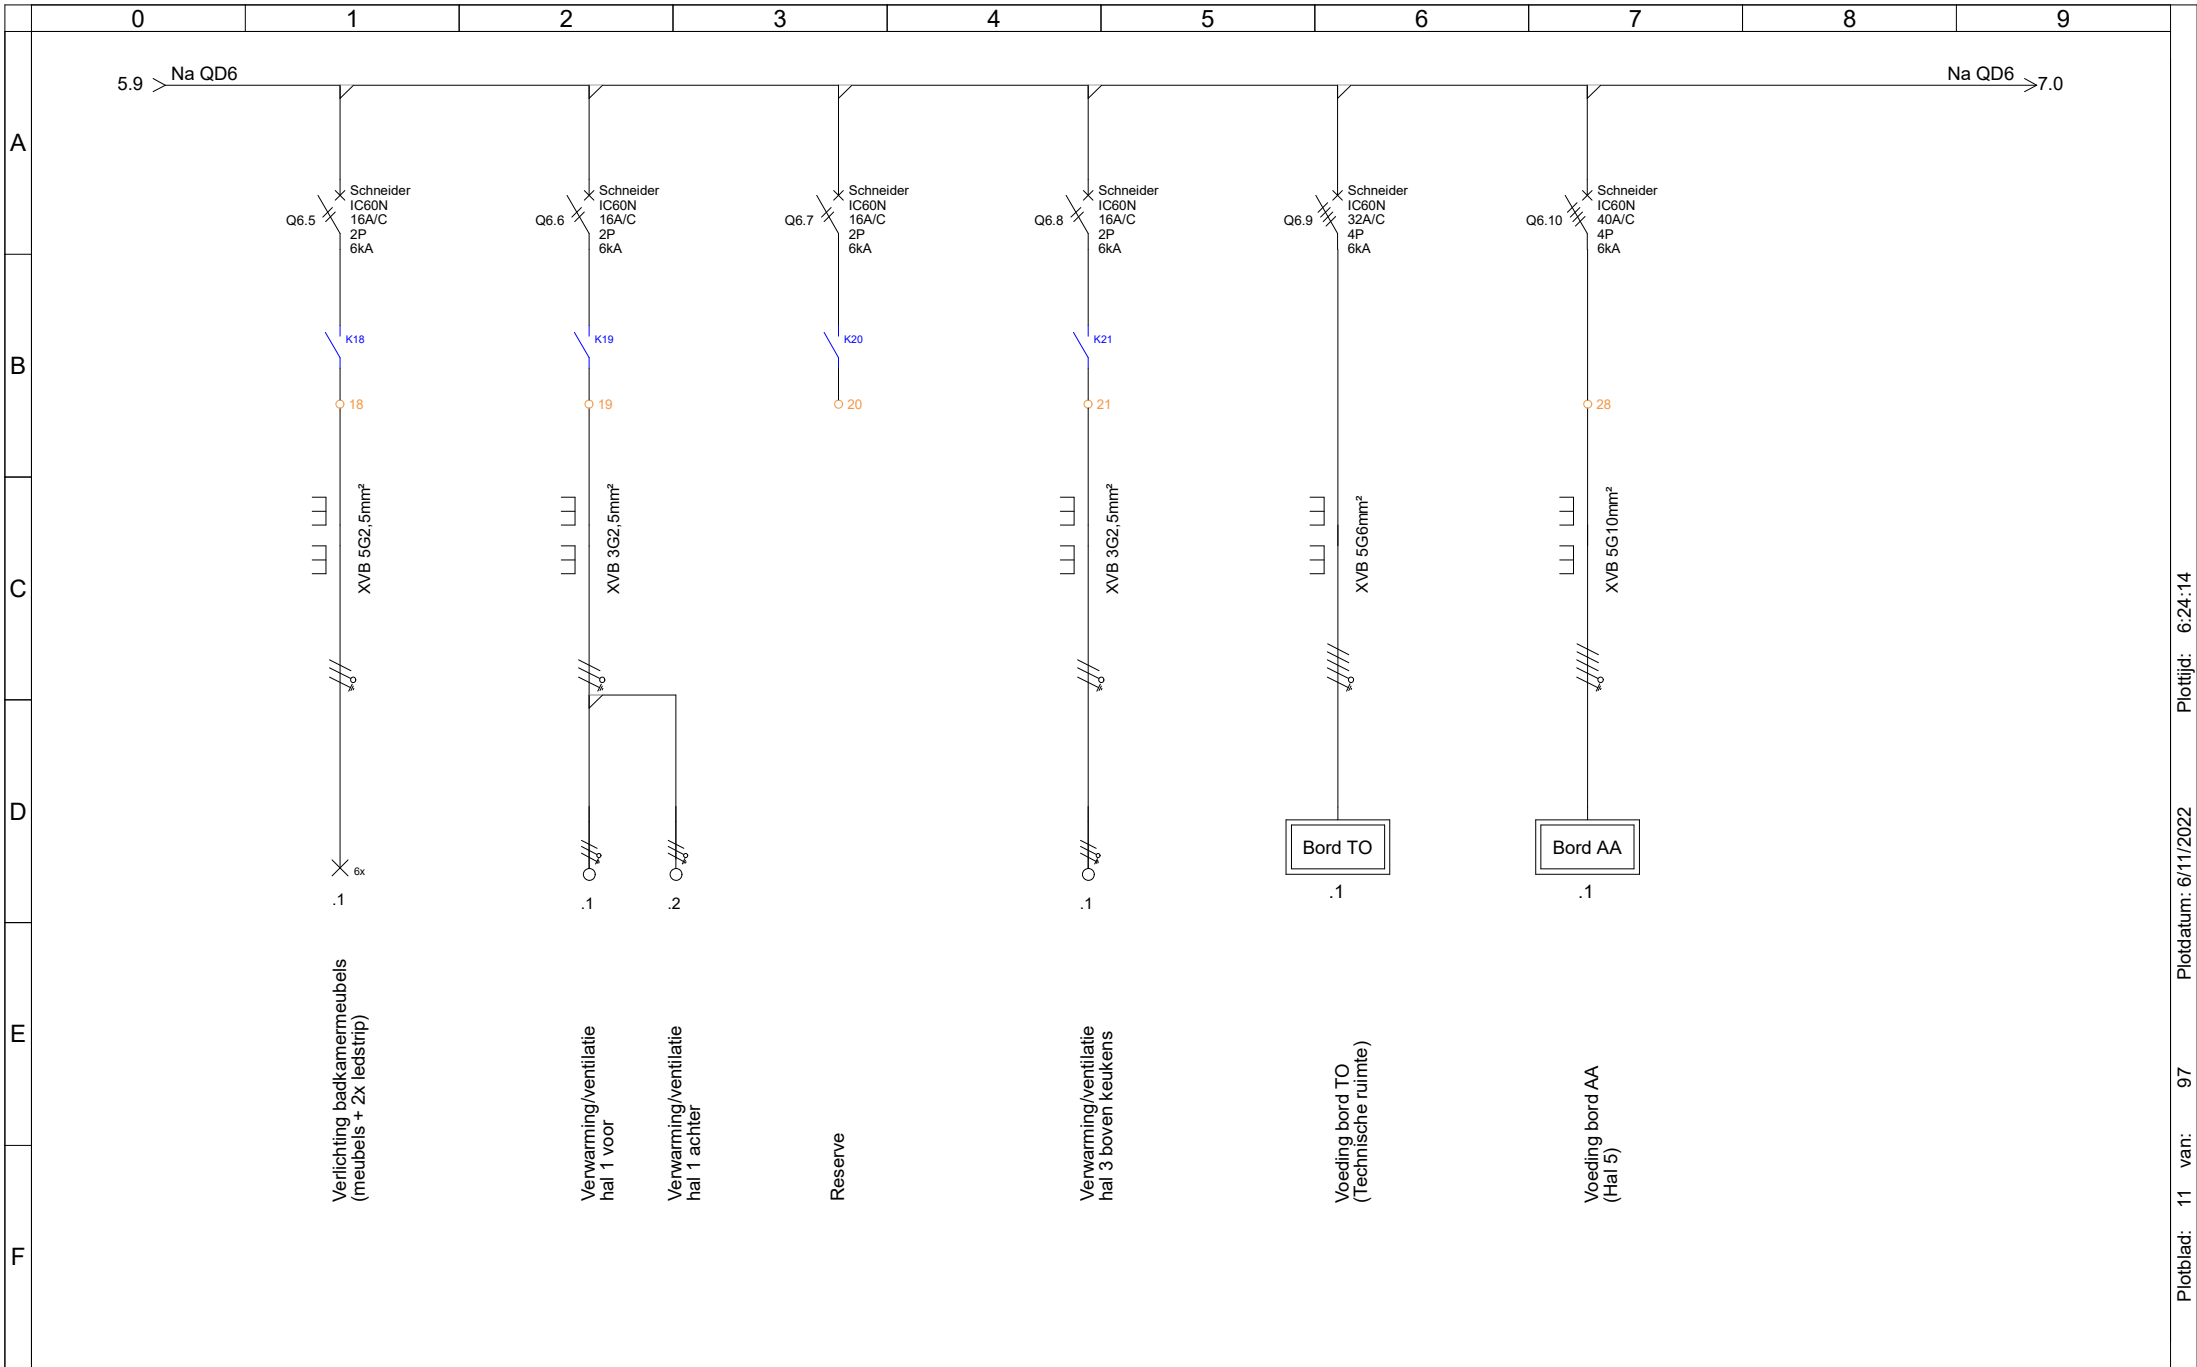 0 1 2 3 4 5 6 7 8 9
5.9 Na QD6 Na QD6 7.0
A
Q6.5
Schneider
IC60N
16A/C
2P
6kA
Q6.6
Schneider
IC60N
16A/C
2P
6kA
Q6.7
Schneider
IC60N
16A/C
2P
6kA
Q6.8
Schneider
IC60N
16A/C
2P
6kA
Q6.9
Schneider
IC60N
32A/C
4P
6kA
Q6.10
Schneider
IC60N
40A/C
4P
6kA
B
K18 K19 K20 K21
18 19 20 21 28
C
XVB 5G2,5mm²
XVB 3G2,5mm²
XVB 3G2,5mm²
XVB 5G6mm²
XVB 5G10mm²
D
6x
Bord TO
Bord AA
.1 .1 .2 .1 .1 .1
E
Verlichting badkamermeubels
(meubels + 2x ledstrip)
Verwarming/ventilatie
hal 1 voor
Verwarming/ventilatie
hal 1 achter
Reserve
Verwarming/ventilatie
hal 3 boven keukens
Voeding bord TO
(Technische ruimte)
Voeding bord AA
(Hal 5)
F
Plotblad: 11 van: 97 Plotdatum: 6/11/2022 Plottijd: 6:24:14